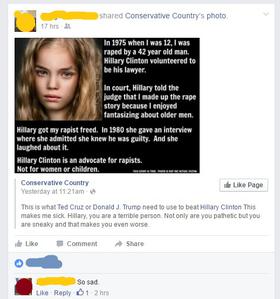 shared Conservative Country's photo.
17 hrs ·
In 1975 when I was 12, I was
raped by a 42 year old man.
Hillary Clinton volunteered to
be his lawyer.
In court, Hillary told the
judge that I made up the rape
story because I enjoyed
fantasizing about older men.
Hillary got my rapist freed. In 1980 she gave an interview
where she admitted she knew he was guilty. And she
laughed about it.
Hillary Clinton is an advocate for rapists.
Not for women or children.
Conservative Country
Yesterday at 11:21am ·
Like Page
This is what Ted Cruz or Donald J. Trump need to use to beat Hillary Clinton This
makes me sick. Hillary, you are a terrible person. Not only are you pathetic but you
are sneaky and that makes you even worse.
Like Comment Share
So sad.
Like · Reply · 1 · 2 hrs